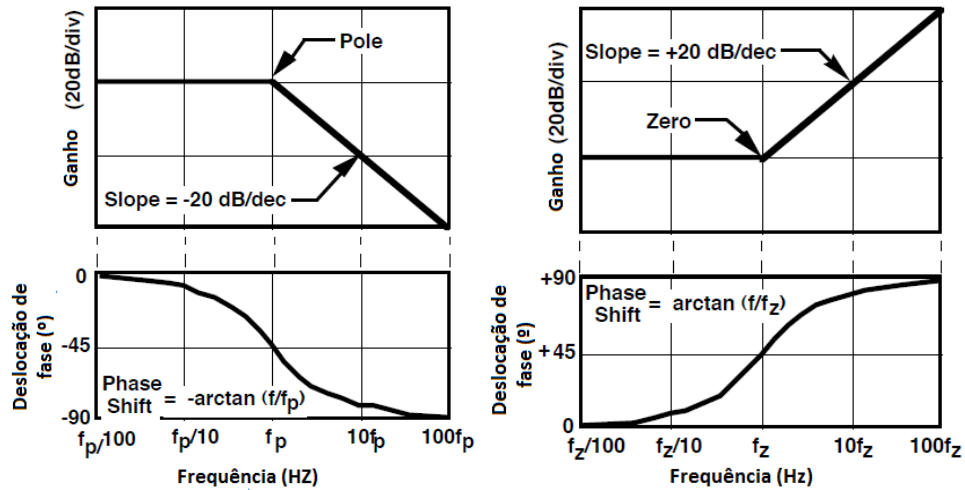 Ganho (20dB/div)
Pole
Slope = -20 dB/dec
Deslocação de
fase (º)
0
-45
-90
Phase
Shift = -arctan (f/fp)
fp/100 fp/10 fp 10fp 100fp
Frequência (HZ)
Ganho (20dB/div)
Slope = +20 dB/dec
Zero
Deslocação de
fase (º)
+90
+45
0
Phase
Shift = arctan (f/fz)
fz/100 fz/10 fz 10fz 100fz
Frequência (Hz)